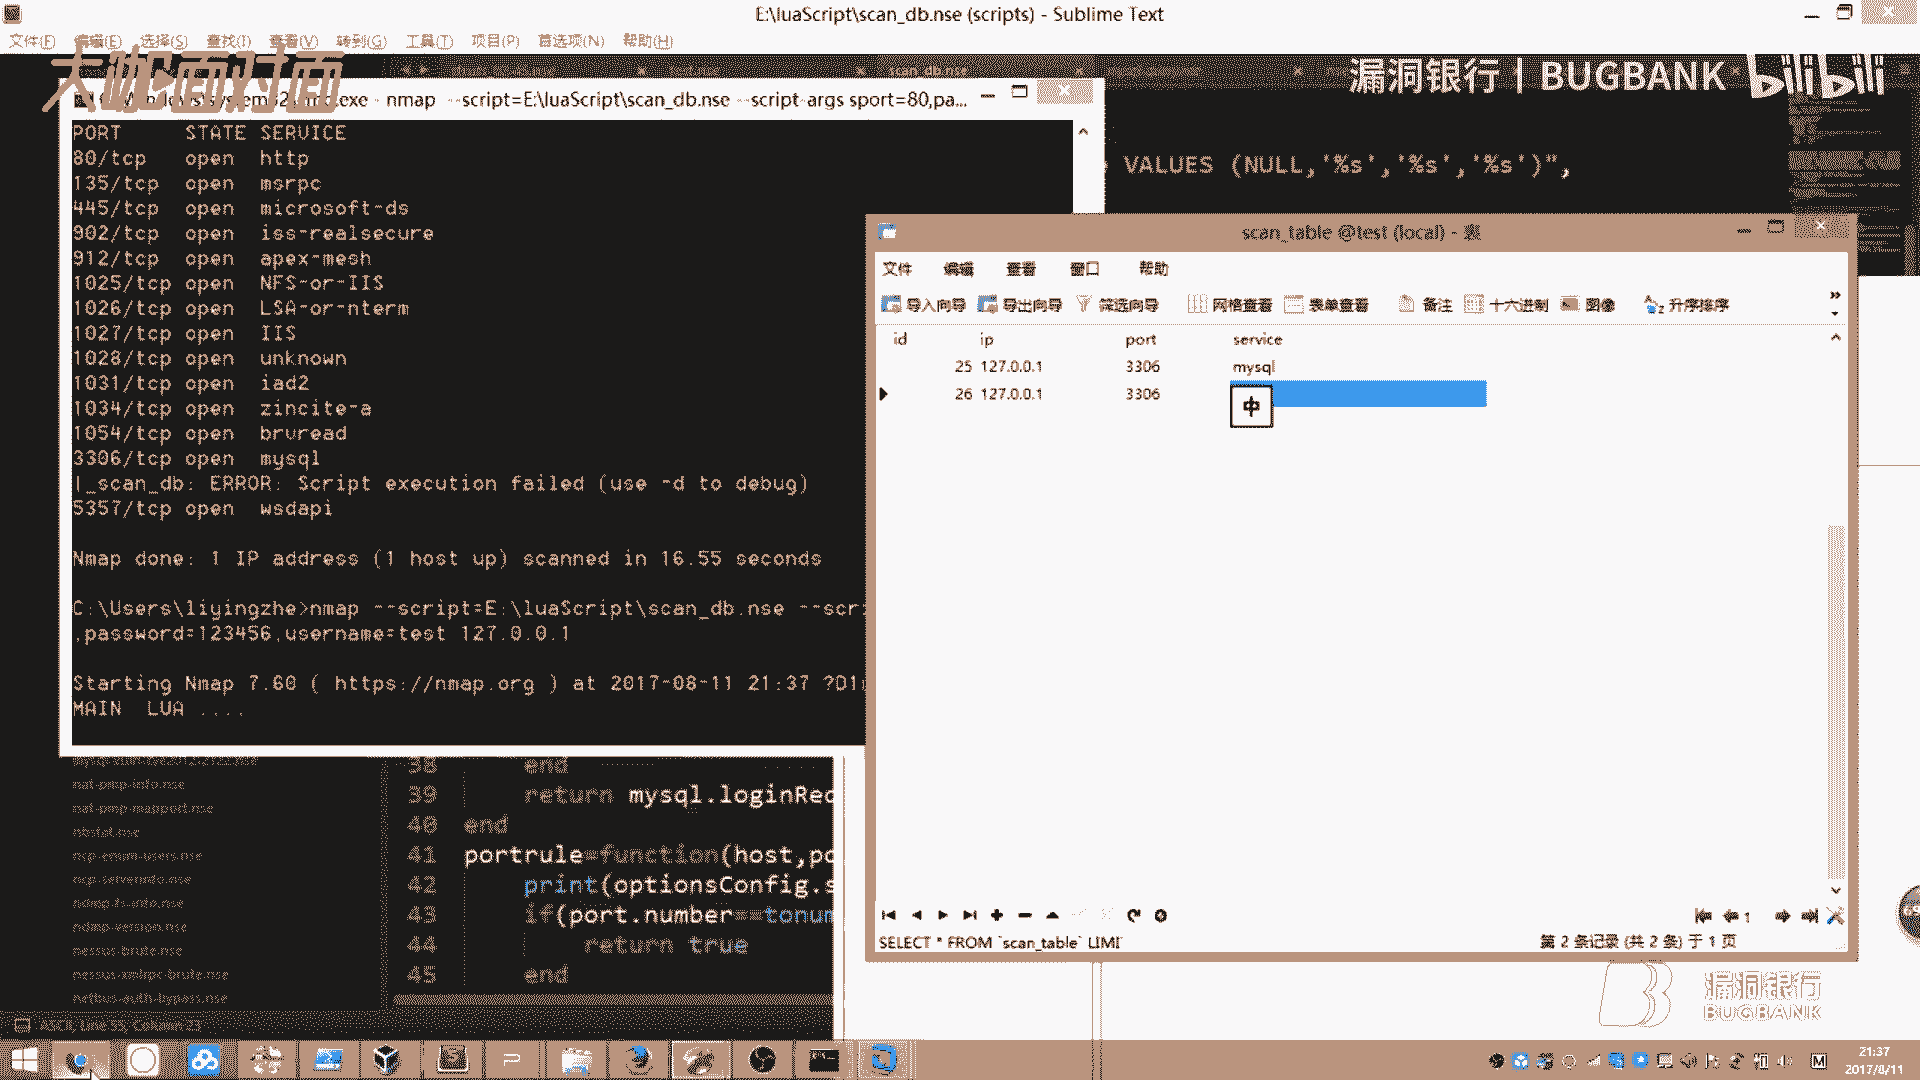 E:\luaScript\scan_db.nse (scripts) - Sublime Text
文件(F) 编辑(E) 选择(S) 查找(I) 查看(V) 转到(G) 工具(T) 项目(P) 首选项(N) 帮助(H)
大咖面对面
漏洞银行 | BUGBANK bilibili
scan_db.nse
nmap --script=E:\luaScript\scan_db.nse --script-args sport=80,pa...
PORT STATE SERVICE
80/tcp open http
135/tcp open msrpc
445/tcp open microsoft-ds
902/tcp open iss-realsecure
912/tcp open apex-mesh
1025/tcp open NFS-or-IIS
1026/tcp open LSA-or-nterm
1027/tcp open IIS
1028/tcp open unknown
1031/tcp open iad2
1034/tcp open zincite-a
1054/tcp open brvread
3306/tcp open mysql
|_scan_db: ERROR: Script execution failed (use -d to debug)
5357/tcp open wsdapi
Nmap done: 1 IP address (1 host up) scanned in 16.55 seconds
C:\Users\liyingzhe>nmap --script=E:\luaScript\scan_db.nse --scr
,password=123456,username=test 127.0.0.1
Starting Nmap 7.60 ( https://nmap.org ) at 2017-08-11 21:37 ?D1
MAIN LUA ....
VALUES (NULL,'%s','%s','%s')",
scan_table @test (local) - 表
文件 编辑 查看 窗口 帮助
导入向导 导出向导 筛选向导 网格查看 表单查看 备注 十六进制 图像 升序排序
id ip port service
25 127.0.0.1 3306 mysql
26 127.0.0.1 3306
中
SELECT * FROM `scan_table` LIMI
第 2 条记录 (共 2 条) 于 1 页
1
nat-pmp-info.nse
nat-pmp-mapport.nse
nbstat.nse
ncp-enum-users.nse
ncp-serverinfo.nse
ndmp-fs-info.nse
ndmp-version.nse
nessus-brute.nse
nessus-xmlrpc-brute.nse
netbus-auth-bypass.nse
38 end
39 return mysql.loginReq
40 end
41 portrule=function(host,po
42 print(optionsConfig.s
43 if(port.number==tonum
44 return true
45 end
漏洞银行
BUGBANK
21:37
2017/8/11